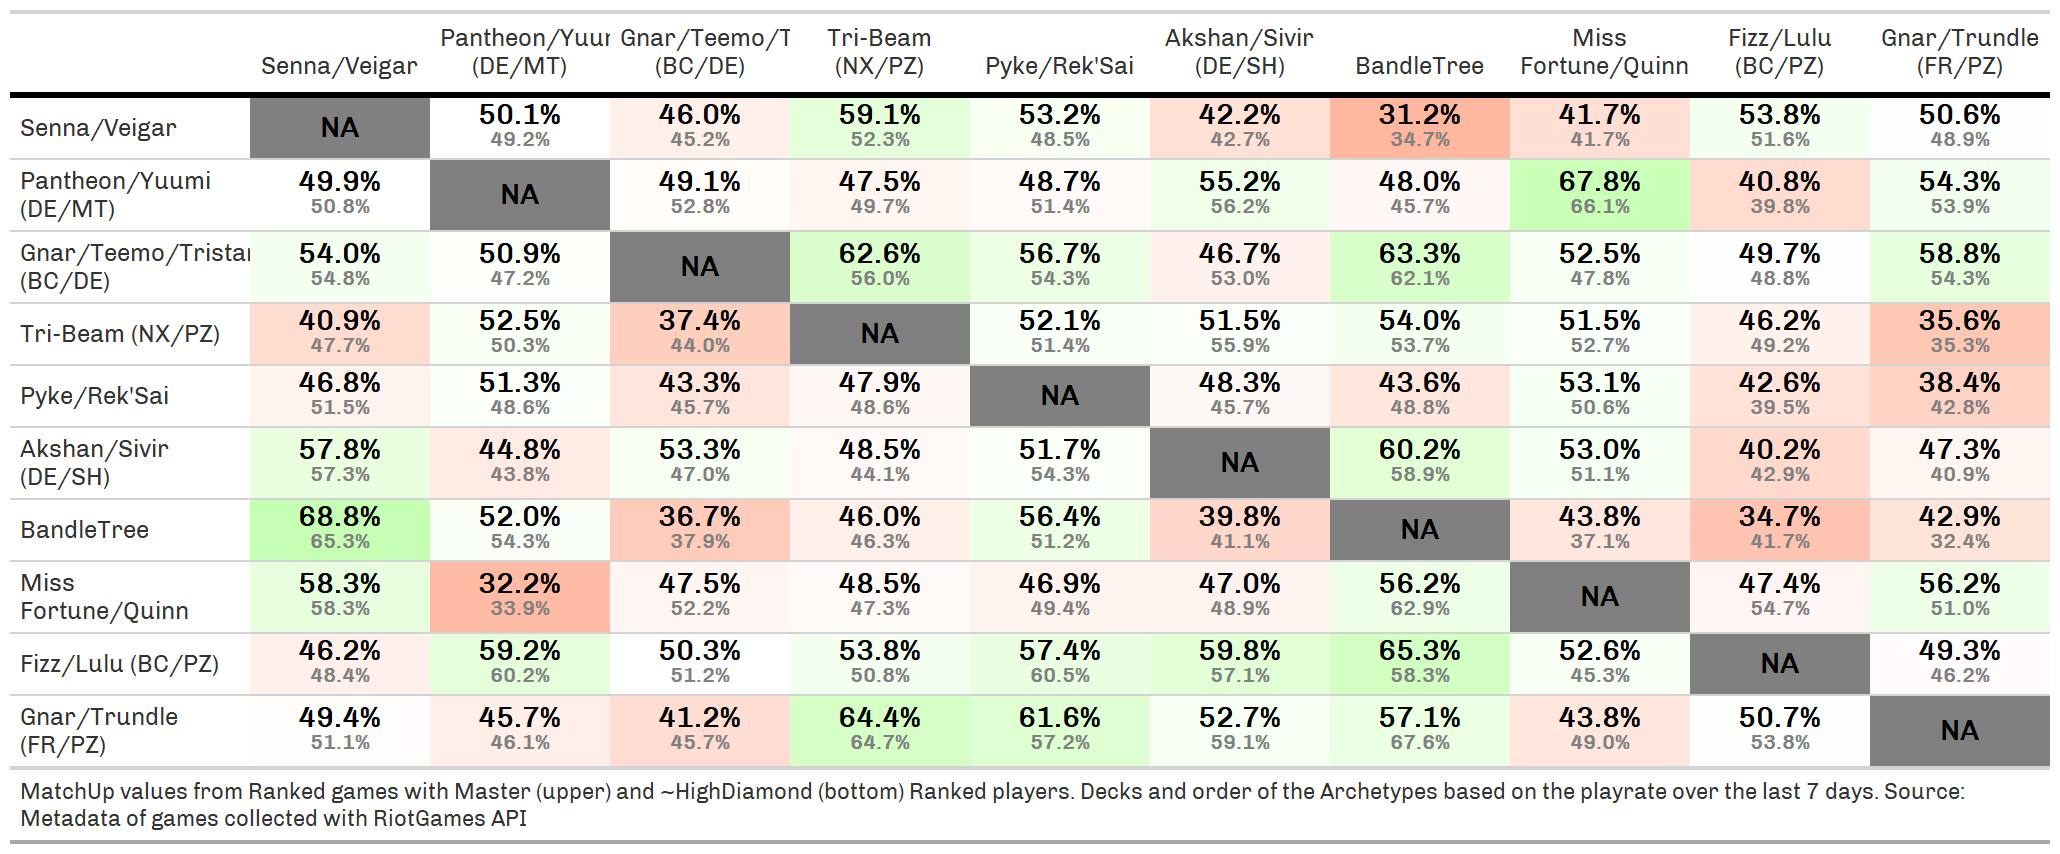 Pantheon/Yuur Gnar/Teemo/T Tri-Beam Akshan/Sivir Miss Fizz/Lulu Gnar/Trundle
Senna/Veigar (DE/MT) (BC/DE) (NX/PZ) Pyke/Rek'Sai (DE/SH) BandleTree Fortune/Quinn (BC/PZ) (FR/PZ)
Senna/Veigar NA 50.1% 46.0% 59.1% 53.2% 42.2% 31.2% 41.7% 53.8% 50.6%
49.2% 45.2% 52.3% 48.5% 42.7% 34.7% 41.7% 51.6% 48.9%
Pantheon/Yuumi 49.9% NA 49.1% 47.5% 48.7% 55.2% 48.0% 67.8% 40.8% 54.3%
(DE/MT) 50.8% 52.8% 49.7% 51.4% 56.2% 45.7% 66.1% 39.8% 53.9%
Gnar/Teemo/Tristar 54.0% 50.9% NA 62.6% 56.7% 46.7% 63.3% 52.5% 49.7% 58.8%
(BC/DE) 54.8% 47.2% 56.0% 54.3% 53.0% 62.1% 47.8% 48.8% 54.3%
Tri-Beam (NX/PZ) 40.9% 52.5% 37.4% NA 52.1% 51.5% 54.0% 51.5% 46.2% 35.6%
47.7% 50.3% 44.0% 51.4% 55.9% 53.7% 52.7% 49.2% 35.3%
Pyke/Rek'Sai 46.8% 51.3% 43.3% 47.9% NA 48.3% 43.6% 53.1% 42.6% 38.4%
51.5% 48.6% 45.7% 48.6% 45.7% 48.8% 50.6% 39.5% 42.8%
Akshan/Sivir 57.8% 44.8% 53.3% 48.5% 51.7% NA 60.2% 53.0% 40.2% 47.3%
(DE/SH) 57.3% 43.8% 47.0% 44.1% 54.3% 58.9% 51.1% 42.9% 40.9%
BandleTree 68.8% 52.0% 36.7% 46.0% 56.4% 39.8% NA 43.8% 34.7% 42.9%
65.3% 54.3% 37.9% 46.3% 51.2% 41.1% 37.1% 41.7% 32.4%
Miss 58.3% 32.2% 47.5% 48.5% 46.9% 47.0% 56.2% NA 47.4% 56.2%
Fortune/Quinn 58.3% 33.9% 52.2% 47.3% 49.4% 48.9% 62.9% 54.7% 51.0%
Fizz/Lulu (BC/PZ) 46.2% 59.2% 50.3% 53.8% 57.4% 59.8% 65.3% 52.6% NA 49.3%
48.4% 60.2% 51.2% 50.8% 60.5% 57.1% 58.3% 45.3% 46.2%
Gnar/Trundle 49.4% 45.7% 41.2% 64.4% 61.6% 52.7% 57.1% 43.8% 50.7% NA
(FR/PZ) 51.1% 46.1% 45.7% 64.7% 57.2% 59.1% 67.6% 49.0% 53.8%
MatchUp values from Ranked games with Master (upper) and ~HighDiamond (bottom) Ranked players. Decks and order of the Archetypes based on the playrate over the last 7 days. Source:
Metadata of games collected with RiotGames API